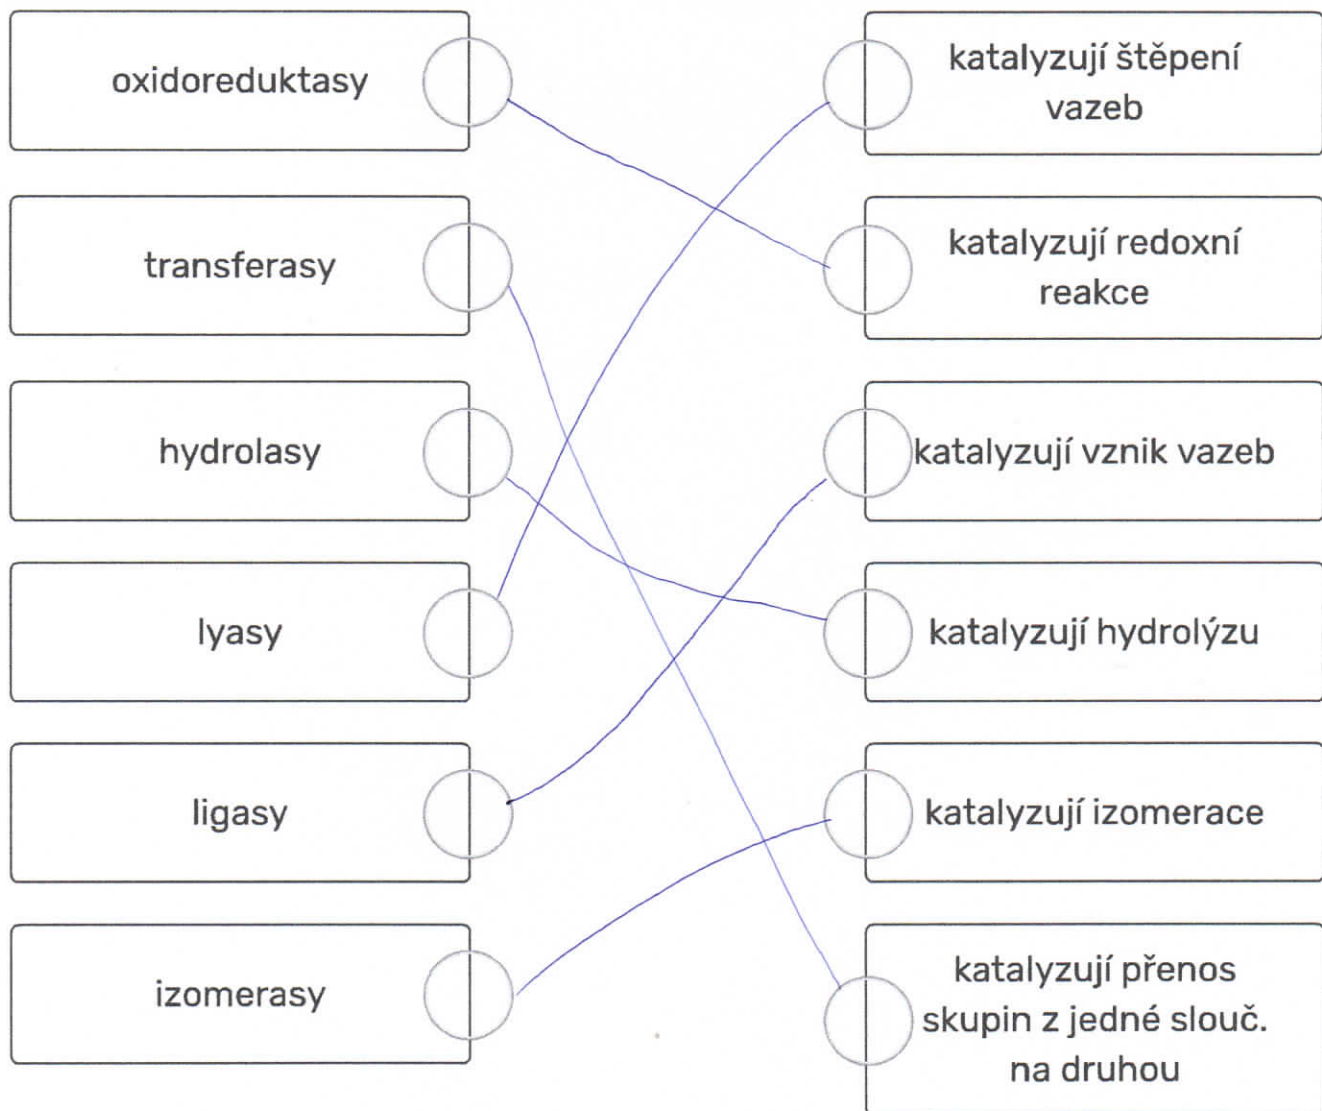 oxidoreduktasy
katalyzují štěpení
vazeb
transferasy
katalyzují redoxní
reakce
hydrolasy
katalyzují vznik vazeb
lyasy
katalyzují hydrolýzu
ligasy
katalyzují izomerace
izomerasy
katalyzují přenos
skupin z jedné slouč.
na druhou